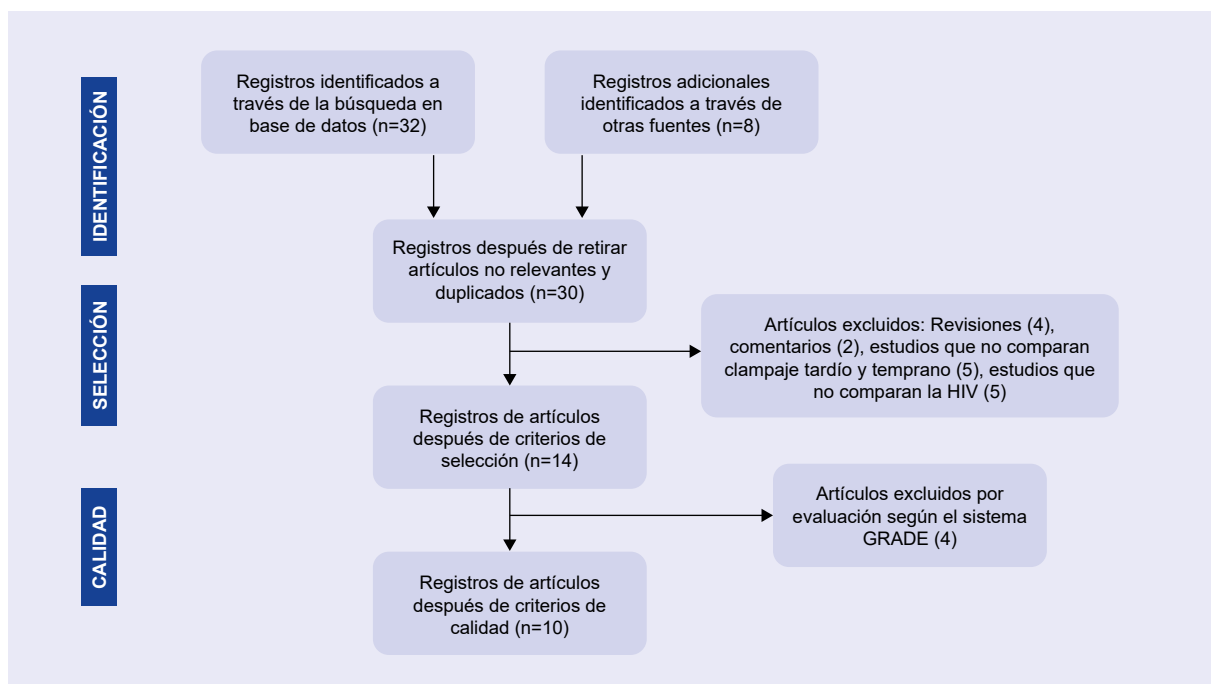 IDENTIFICACIÓN
Registros identificados a
través de la búsqueda en
base de datos (n=32)
Registros adicionales
identificados a través de
otras fuentes (n=8)
Registros después de retirar
artículos no relevantes y
duplicados (n=30)
SELECCIÓN
Artículos excluidos: Revisiones (4),
comentarios (2), estudios que no comparan
clampaje tardío y temprano (5), estudios que
no comparan la HIV (5)
Registros de artículos
después de criterios de
selección (n=14)
CALIDAD
Artículos excluidos por
evaluación según el sistema
GRADE (4)
Registros de artículos
después de criterios de
calidad (n=10)